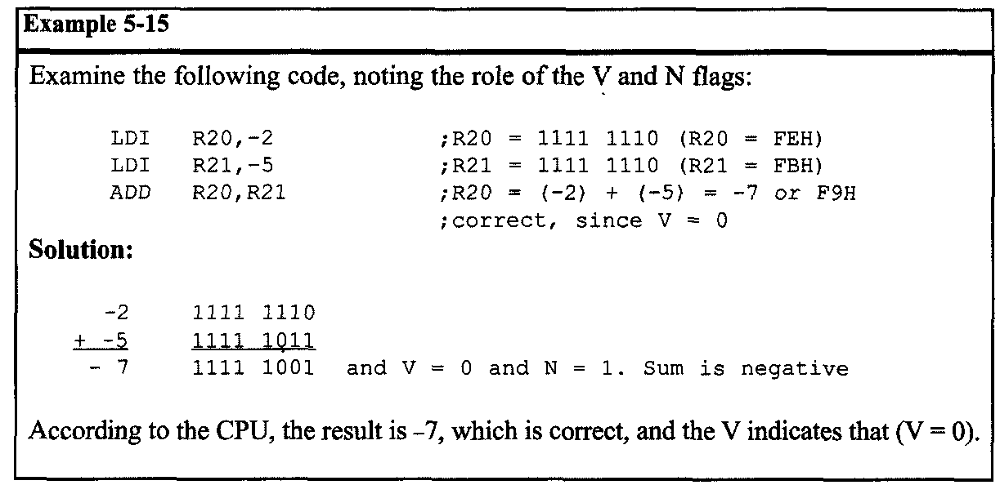 Example 5-15
Examine the following code, noting the role of the V and N flags:
LDI R20,-2 ;R20 = 1111 1110 (R20 = FEH)
LDI R21,-5 ;R21 = 1111 1110 (R21 = FBH)
ADD R20,R21 ;R20 = (-2) + (-5) = -7 or F9H
;correct, since V = 0
Solution:
-2 1111 1110
+ -5 1111 1011
- 7 1111 1001 and V = 0 and N = 1. Sum is negative
According to the CPU, the result is –7, which is correct, and the V indicates that (V = 0).